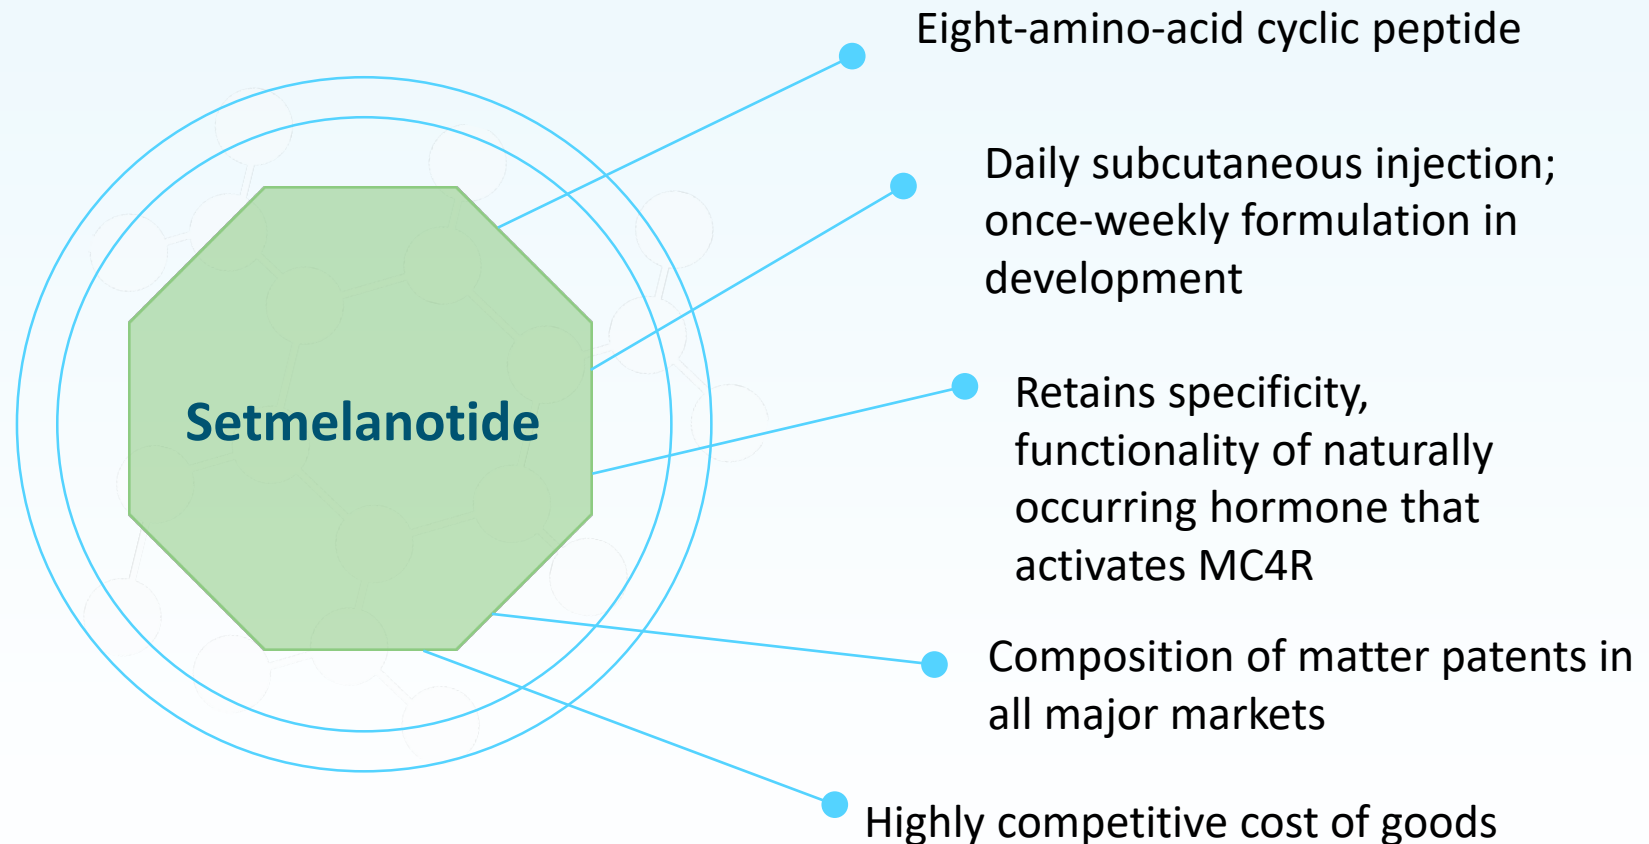 Eight-amino-acid cyclic peptide
Daily subcutaneous injection;
once-weekly formulation in
development
Setmelanotide
Retains specificity,
functionality of naturally
occurring hormone that
activates MC4R
Composition of matter patents in
all major markets
Highly competitive cost of goods